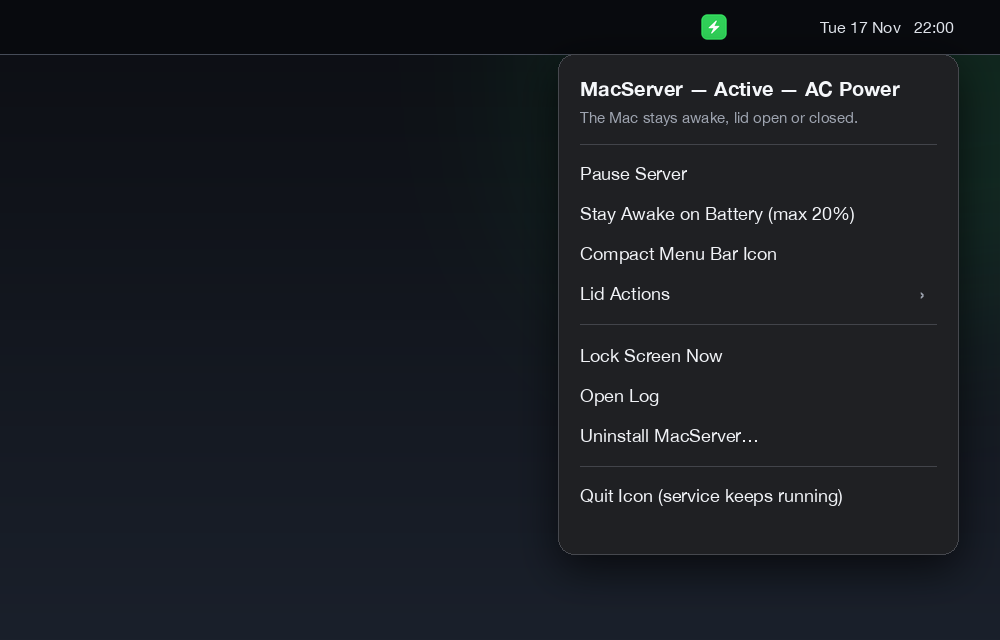 Tue 17 Nov 22:00
MacServer — Active — AC Power
The Mac stays awake, lid open or closed.
Pause Server
Stay Awake on Battery (max 20%)
Compact Menu Bar Icon
Lid Actions ›
Lock Screen Now
Open Log
Uninstall MacServer…
Quit Icon (service keeps running)